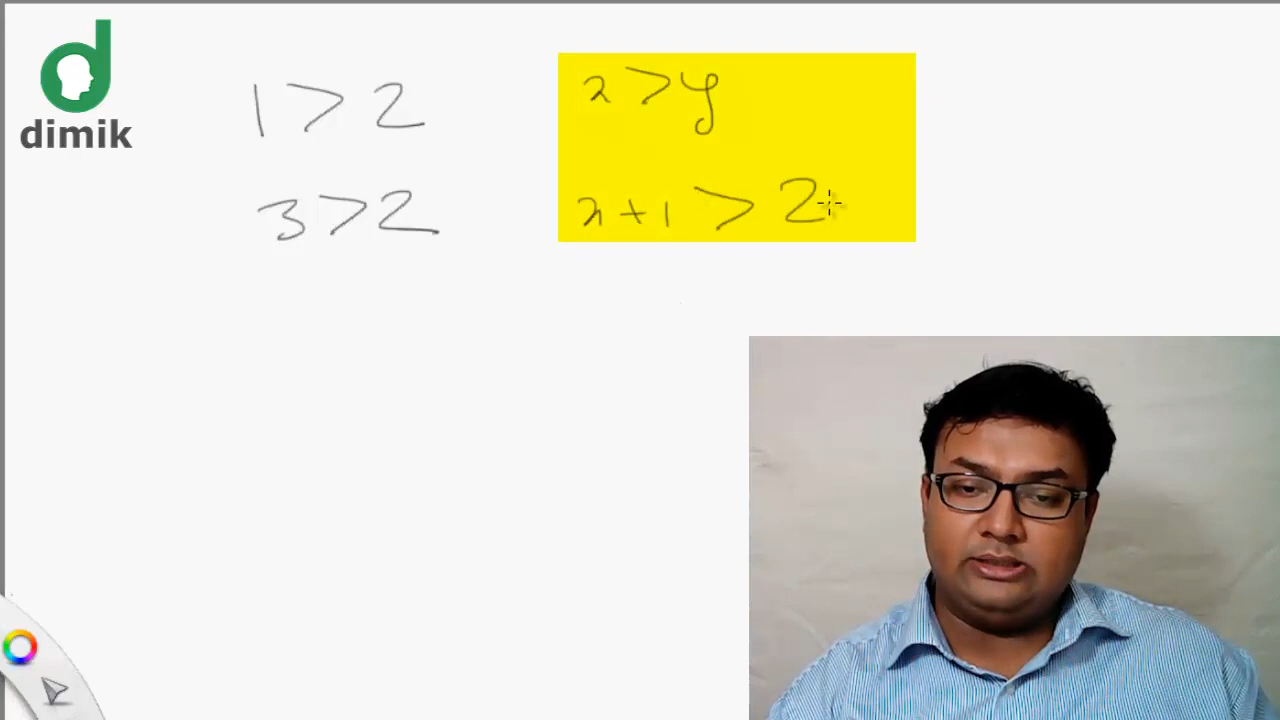 dimik
1 > 2
3 > 2
x > y
x + 1 > 2